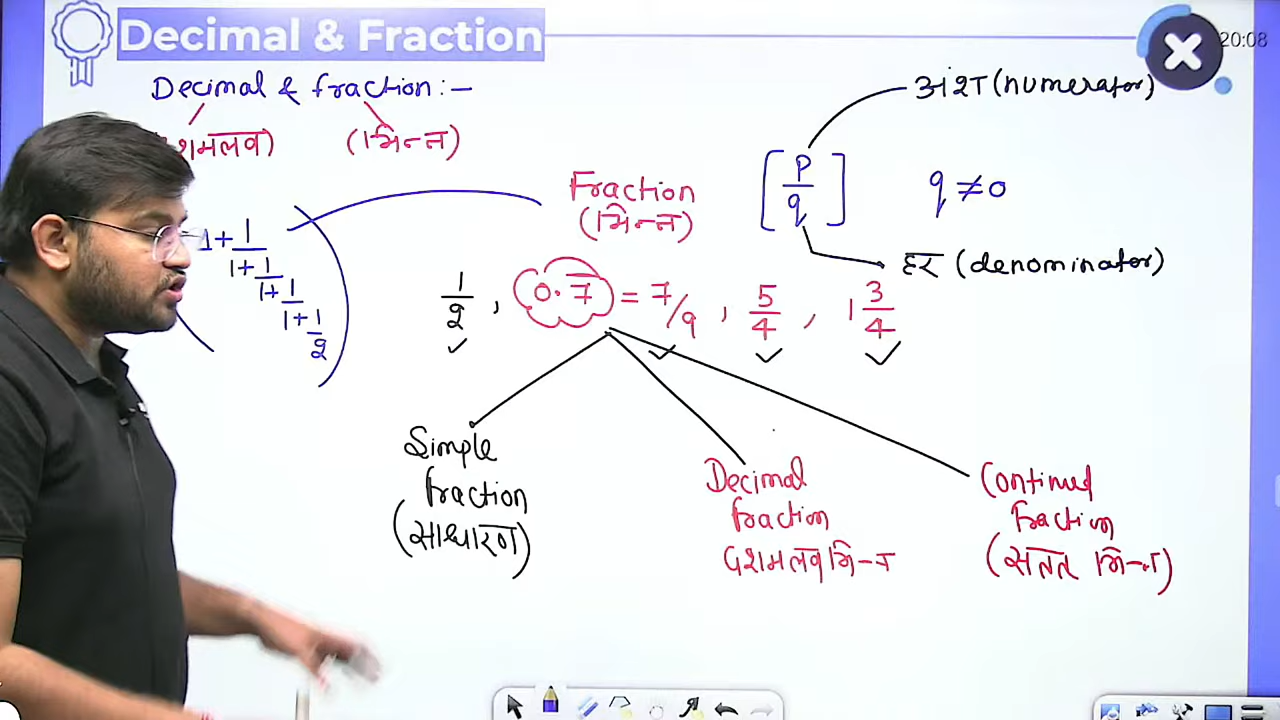 Decimal & Fraction
20:08
Decimal & fraction :-
शमलव)
(भिन्न)
अंश (numerator)
[p/q] q ≠ 0
हर (denominator)
Fraction
(भिन्न)
1+1/1+1/1+1/1+1/2
1/2, 0.7̅ = 7/9, 5/4, 1 3/4
Simple
fraction
(साधारण)
Decimal
fraction
दशमलव भिन्न
Continued
fraction
(सतत भिन्न)